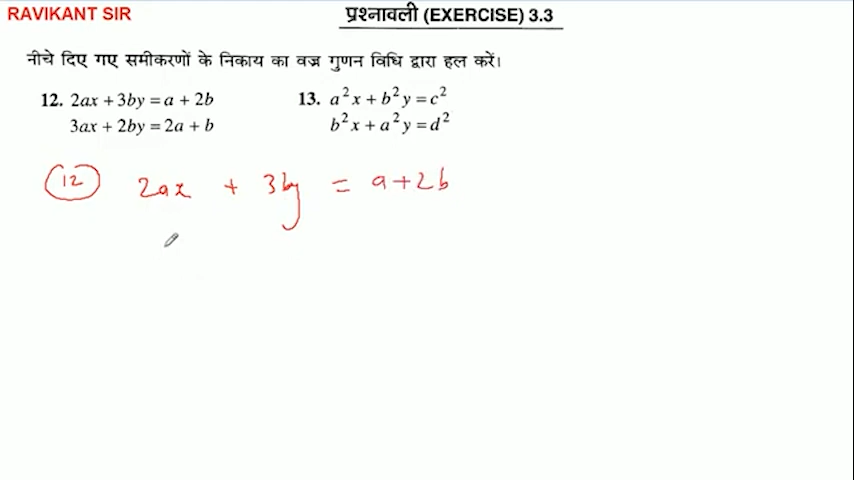 RAVIKANT SIR
प्रश्नावली (EXERCISE) 3.3
नीचे दिए गए समीकरणों के निकाय का वज्र गुणन विधि द्वारा हल करें।
12. 2ax + 3by = a + 2b
3ax + 2by = 2a + b
13. a²x + b²y = c²
b²x + a²y = d²
12 2ax + 3by = a + 2b